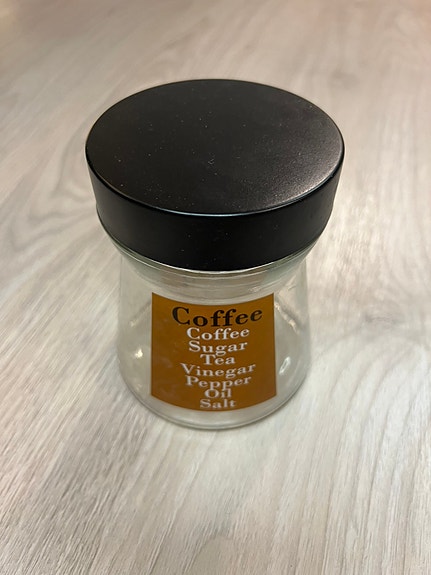 Coffee
Coffee
Sugar
Tea
Vinegar
Pepper
Oil
Salt